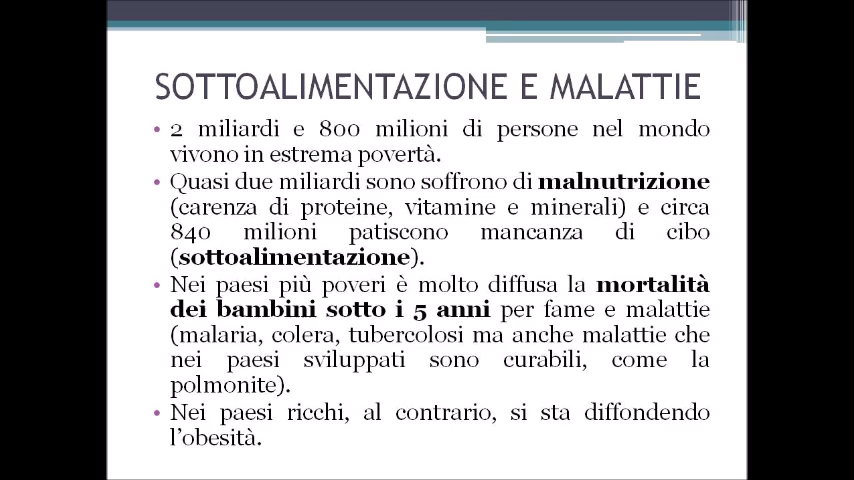 SOTTOALIMENTAZIONE E MALATTIE
• 2 miliardi e 800 milioni di persone nel mondo
vivono in estrema povertà.
• Quasi due miliardi sono soffrono di malnutrizione
(carenza di proteine, vitamine e minerali) e circa
840 milioni patiscono mancanza di cibo
(sottoalimentazione).
• Nei paesi più poveri è molto diffusa la mortalità
dei bambini sotto i 5 anni per fame e malattie
(malaria, colera, tubercolosi ma anche malattie che
nei paesi sviluppati sono curabili, come la
polmonite).
• Nei paesi ricchi, al contrario, si sta diffondendo
l'obesità.